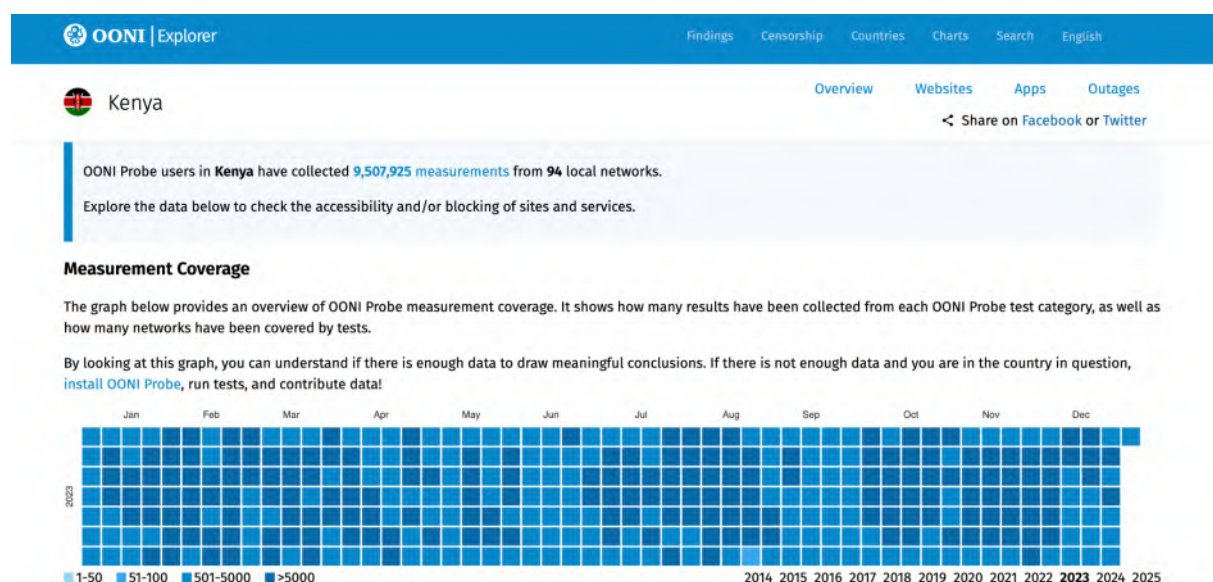 OONI | Explorer
Findings Censorship Countries Charts Search English
Kenya
Overview Websites Apps Outages
Share on Facebook or Twitter
OONI Probe users in Kenya have collected 9,507,925 measurements from 94 local networks.
Explore the data below to check the accessibility and/or blocking of sites and services.
Measurement Coverage
The graph below provides an overview of OONI Probe measurement coverage. It shows how many results have been collected from each OONI Probe test category, as well as
how many networks have been covered by tests.
By looking at this graph, you can understand if there is enough data to draw meaningful conclusions. If there is not enough data and you are in the country in question,
install OONI Probe, run tests, and contribute data!
Jan Feb Mar Apr May Jun Jul Aug Sep Oct Nov Dec
2023
1-50 51-100 501-5000 >5000
2014 2015 2016 2017 2018 2019 2020 2021 2022 2023 2024 2025